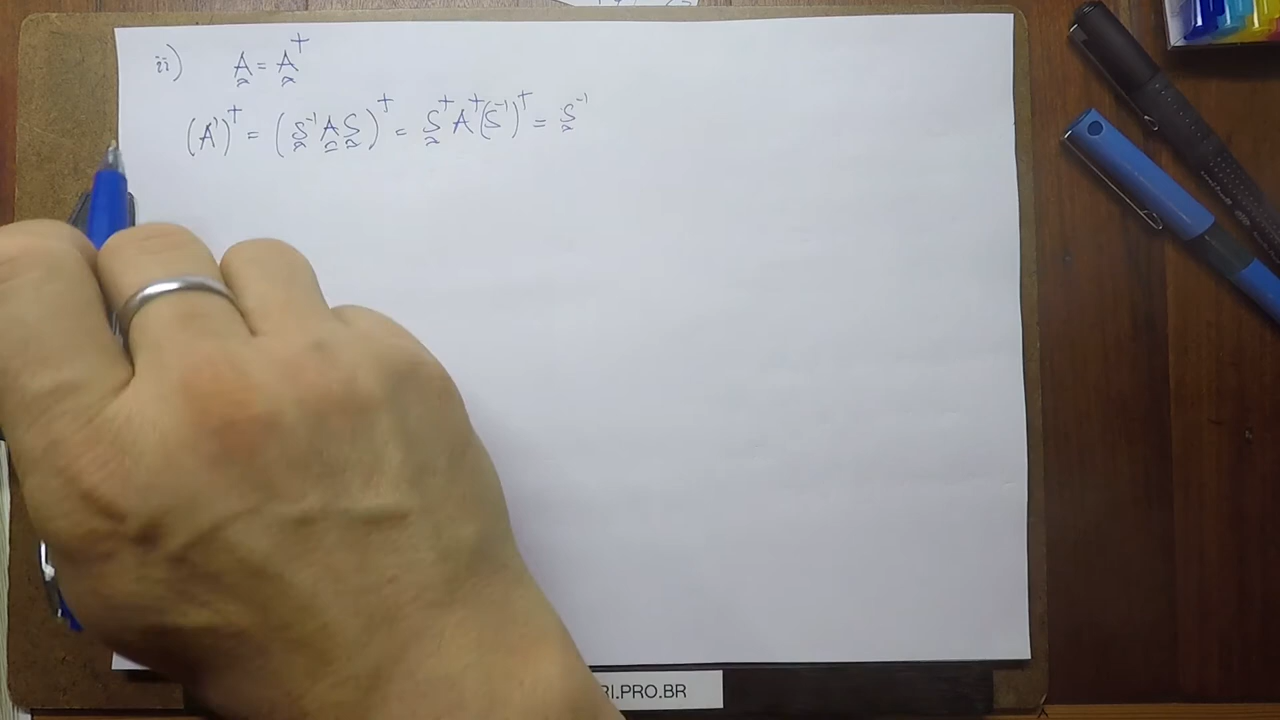 ii) A = A†
(A')† = (S⁻¹AS)† = S†A†(S⁻¹)† = S⁻¹
RI.PRO.BR